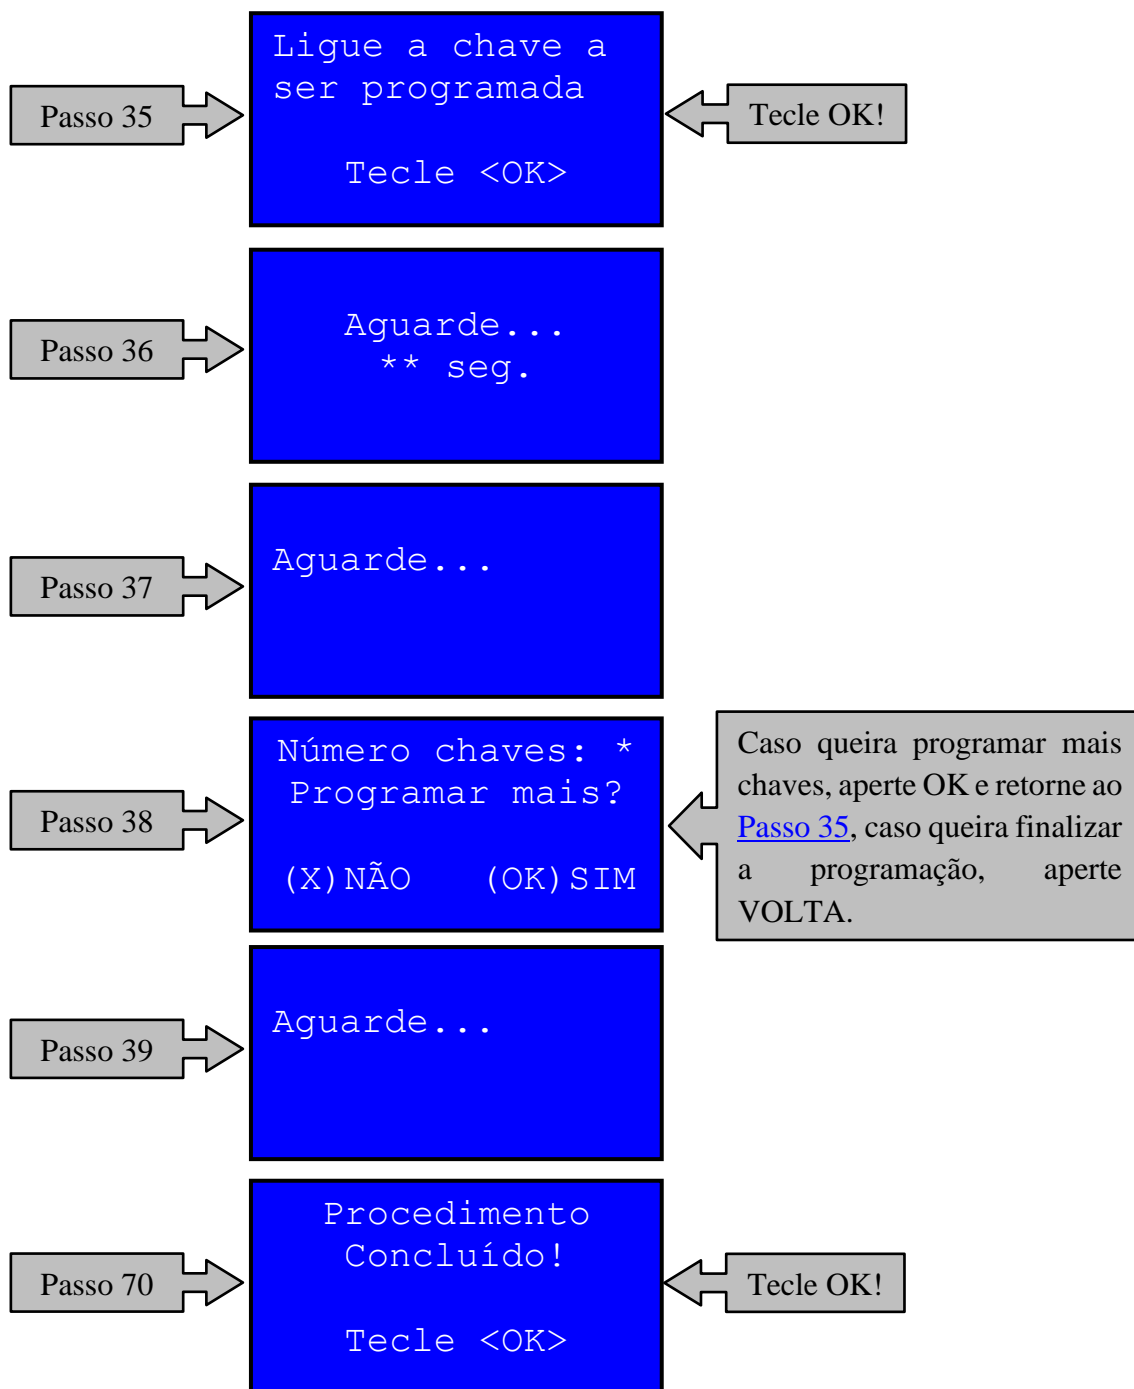 Passo 35
Ligue a chave a
ser programada
Tecle <OK>
Tecle OK!
Passo 36
Aguarde...
** seg.
Passo 37
Aguarde...
Passo 38
Número chaves: *
Programar mais?
(X)NÃO (OK)SIM
Caso queira programar mais
chaves, aperte OK e retorne ao
Passo 35, caso queira finalizar
a programação, aperte
VOLTA.
Passo 39
Aguarde...
Passo 70
Procedimento
Concluído!
Tecle <OK>
Tecle OK!